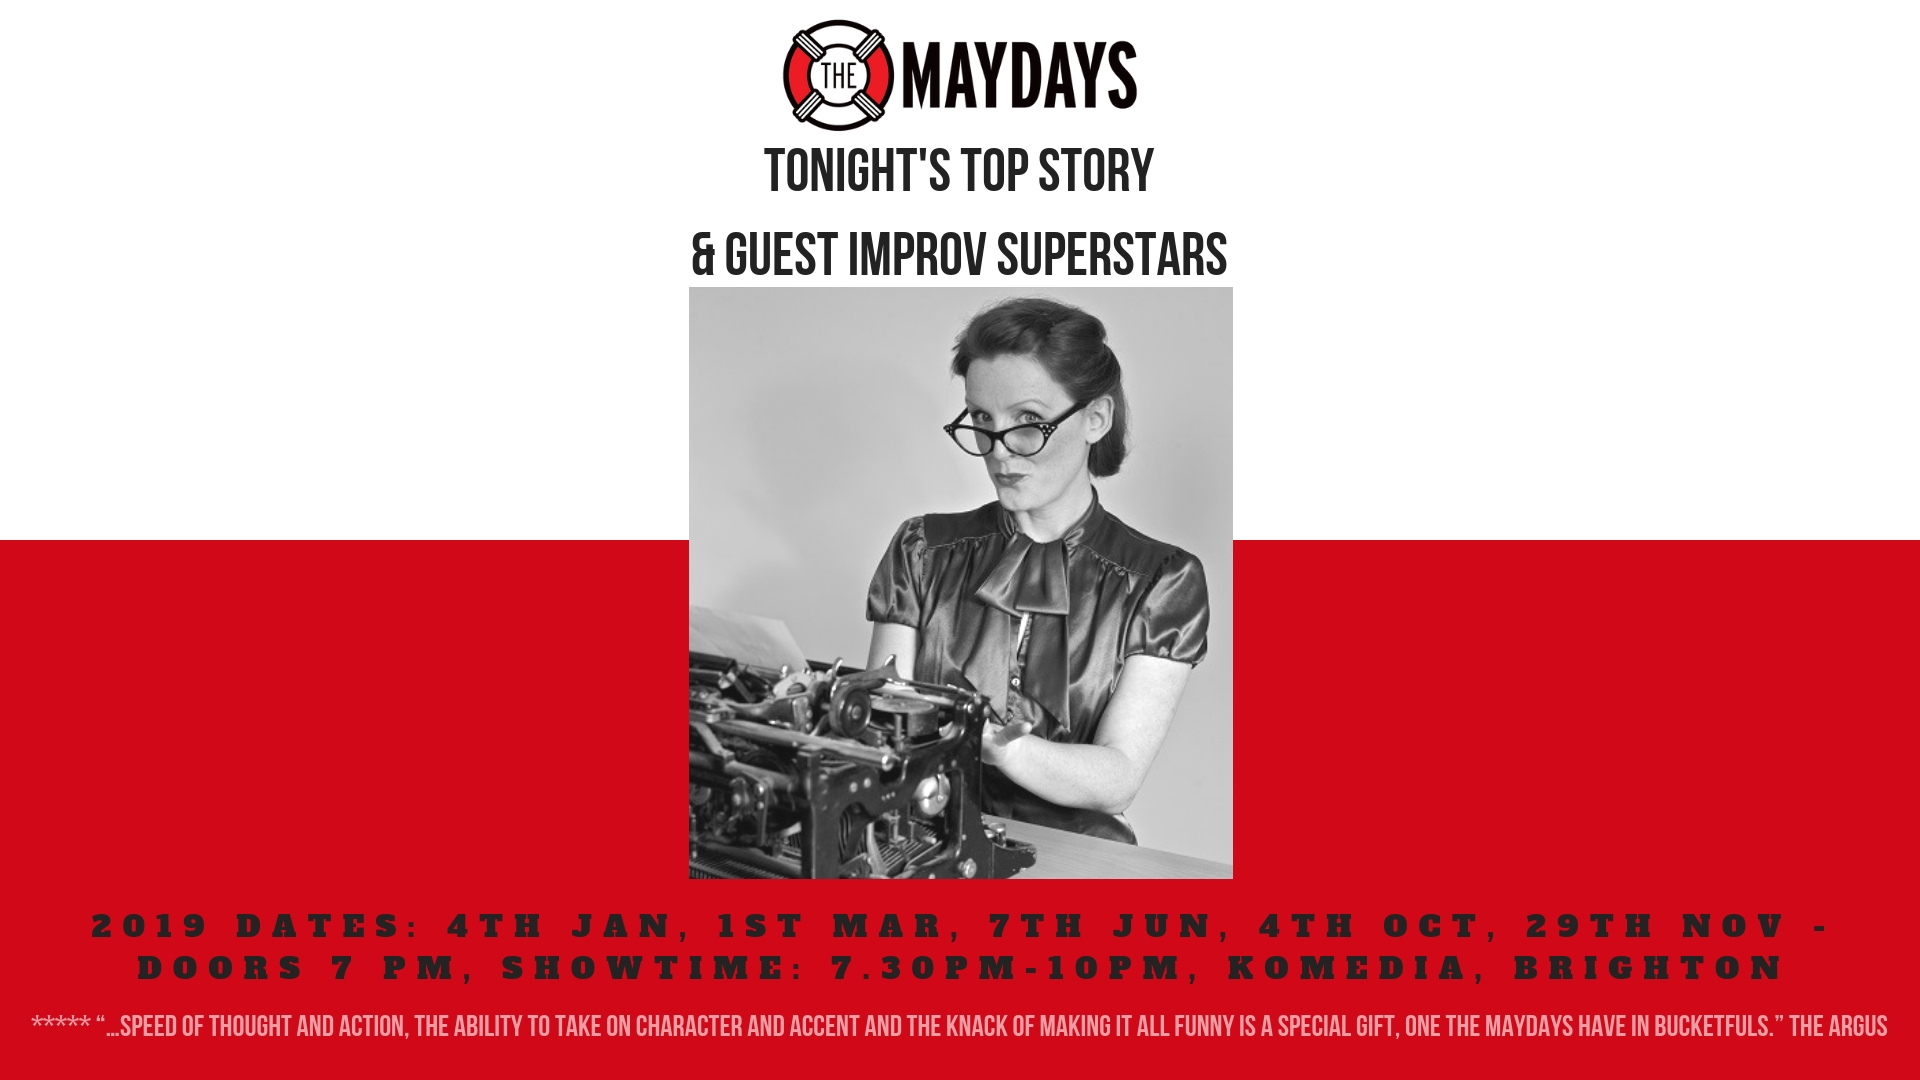 THE MAYDAYS
TONIGHT'S TOP STORY
& GUEST IMPROV SUPERSTARS
2019 DATES: 4TH JAN, 1ST MAR, 7TH JUN, 4TH OCT, 29TH NOV -
DOORS 7 PM, SHOWTIME: 7.30PM-10PM, KOMEDIA, BRIGHTON
***** “...SPEED OF THOUGHT AND ACTION, THE ABILITY TO TAKE ON CHARACTER AND ACCENT AND THE KNACK OF MAKING IT ALL FUNNY IS A SPECIAL GIFT, ONE THE MAYDAYS HAVE IN BUCKETFULS.” THE ARGUS